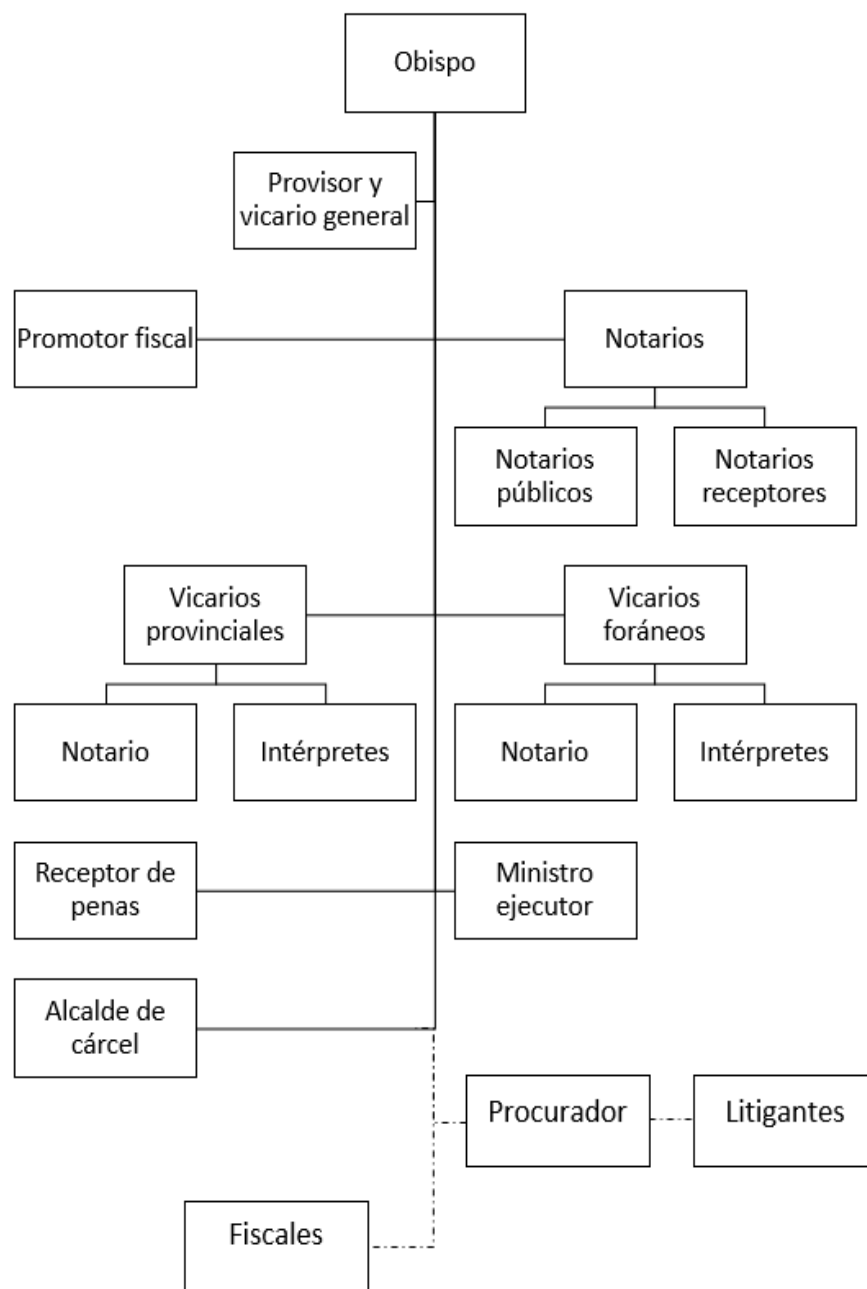 Obispo
Provisor y
vicario general
Promotor fiscal
Notarios
Notarios
públicos
Notarios
receptores
Vicarios
provinciales
Vicarios
foráneos
Notario
Intérpretes
Notario
Intérpretes
Receptor de
penas
Ministro
ejecutor
Alcalde de
cárcel
Procurador
Litigantes
Fiscales